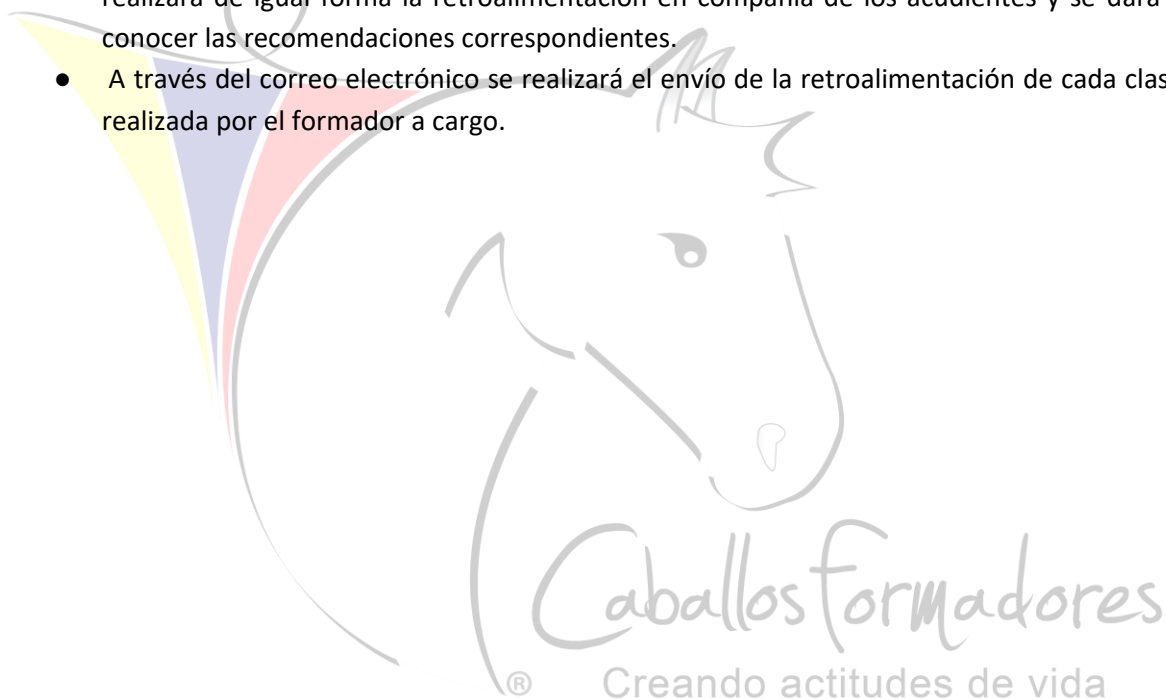 realizará de igual forma la retroalimentación en compañía de los acudientes y se dará
conocer las recomendaciones correspondientes.
● A través del correo electrónico se realizará el envío de la retroalimentación de cada clas
realizada por el formador a cargo.
Caballos formadores
® Creando actitudes de vida